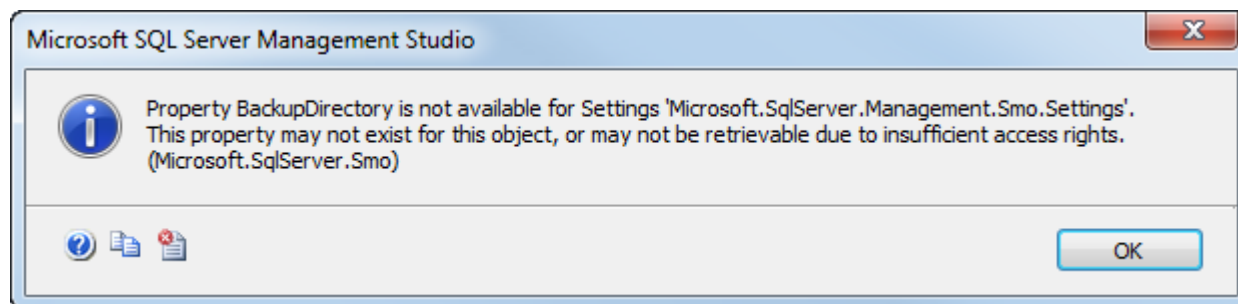 Microsoft SQL Server Management Studio
Property BackupDirectory is not available for Settings 'Microsoft.SqlServer.Management.Smo.Settings'.
This property may not exist for this object, or may not be retrievable due to insufficient access rights.
(Microsoft.SqlServer.Smo)
OK